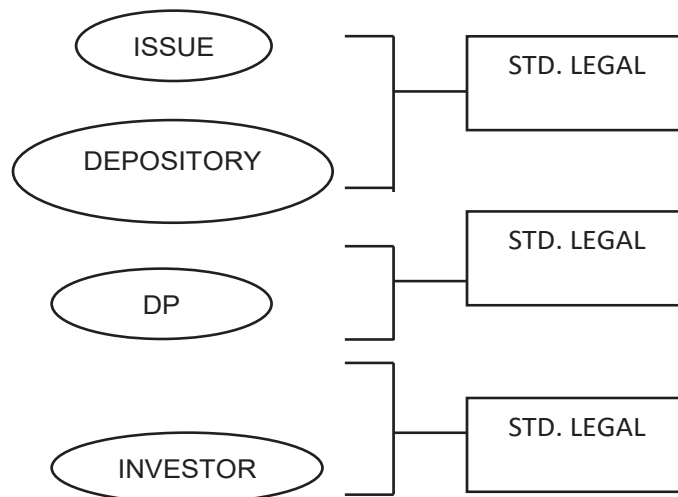 ISSUE
STD. LEGAL
DEPOSITORY
STD. LEGAL
DP
STD. LEGAL
INVESTOR